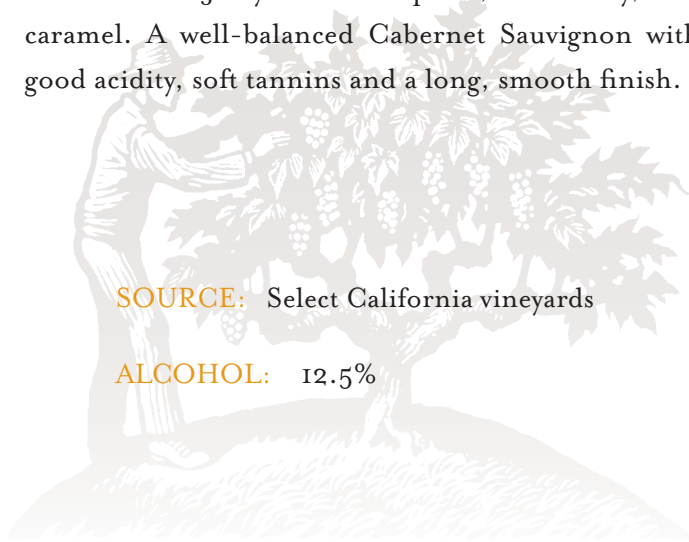 caramel. A well-balanced Cabernet Sauvignon with
good acidity, soft tannins and a long, smooth finish.
SOURCE: Select California vineyards
ALCOHOL: 12.5%